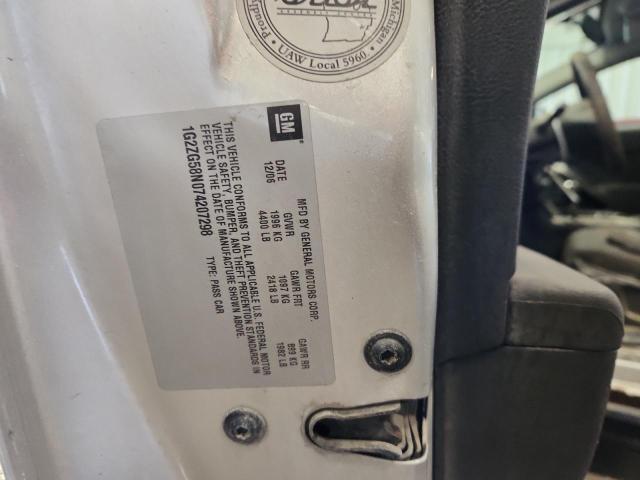 Proudly
Michigan
UAW Local 5960.
GM
MFD BY GENERAL MOTORS CORP.
DATE GVWR GAWR FRT GAWR RR
12/06 1996 KG 1097 KG 899 KG
4400 LB 2418 LB 1982 LB
THIS VEHICLE CONFORMS TO ALL APPLICABLE U.S. FEDERAL MOTOR
VEHICLE SAFETY, BUMPER, AND THEFT PREVENTION STANDARDS IN
EFFECT ON THE DATE OF MANUFACTURE SHOWN ABOVE.
1G2ZG58N074207298 TYPE: PASS CAR